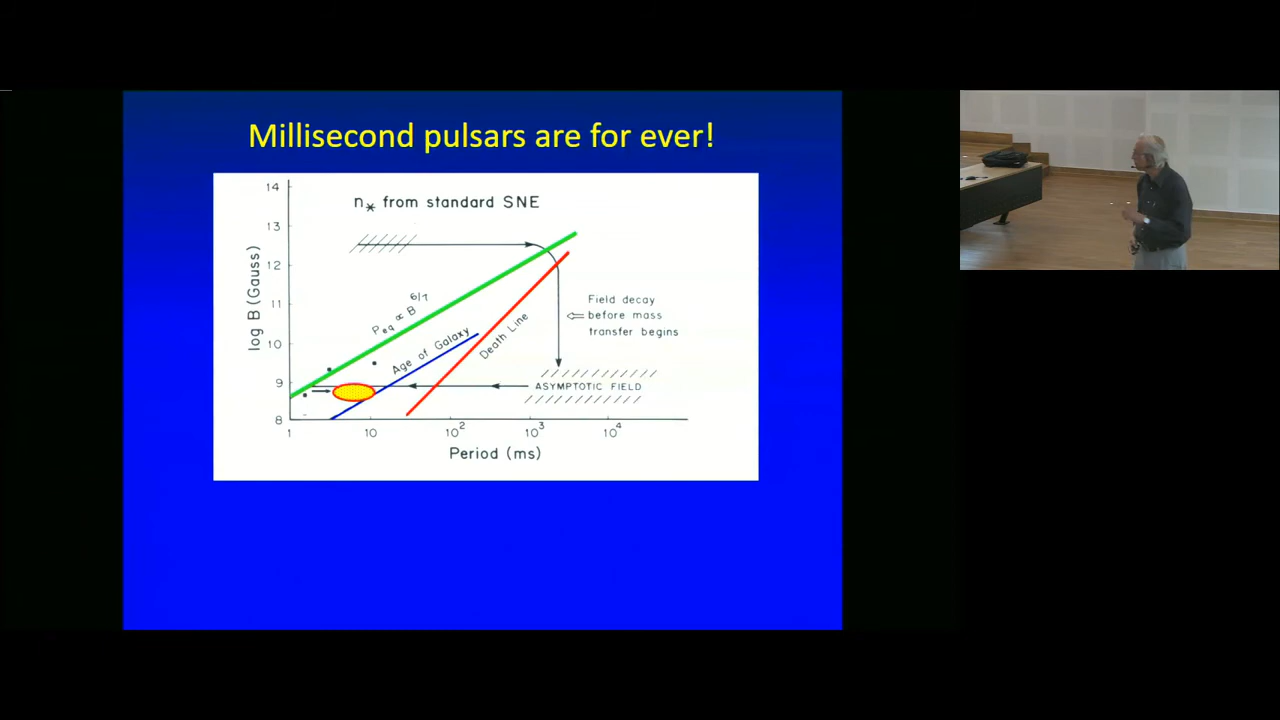 Millisecond pulsars are for ever!
n* from standard SNE
14
13
12
11
10
9
8
log B (Gauss)
Peq ∝ B^6/7
Age of Galaxy
Death Line
Field decay
before mass
transfer begins
ASYMPTOTIC FIELD
1
10
10²
10³
10⁴
Period (ms)